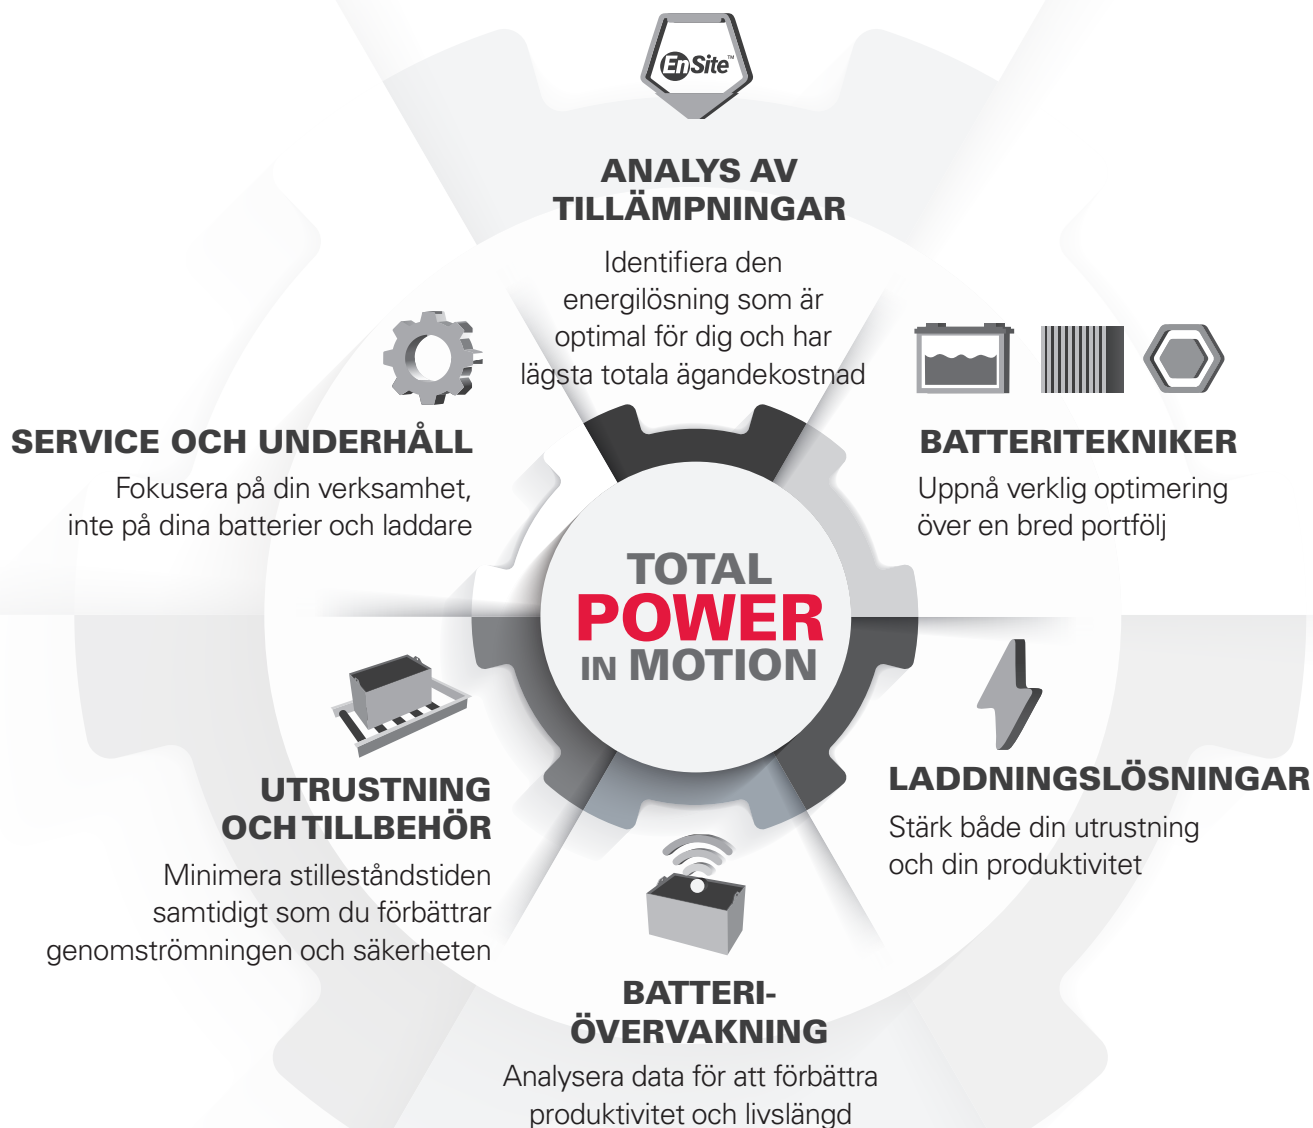 EnSite™
ANALYS AV
TILLÄMPNINGAR
Identifiera den
energilösning som är
optimal för dig och har
lägsta totala ägandekostnad
BATTERITEKNIKER
Uppnå verklig optimering
över en bred portfölj
LADDNINGSLÖSNINGAR
Stärk både din utrustning
och din produktivitet
BATTERI-
ÖVERVAKNING
Analysera data för att förbättra
produktivitet och livslängd
UTRUSTNING
OCH TILLBEHÖR
Minimera stilleståndstiden
samtidigt som du förbättrar
genomströmningen och säkerheten
SERVICE OCH UNDERHÅLL
Fokusera på din verksamhet,
inte på dina batterier och laddare
TOTAL
POWER
IN MOTION